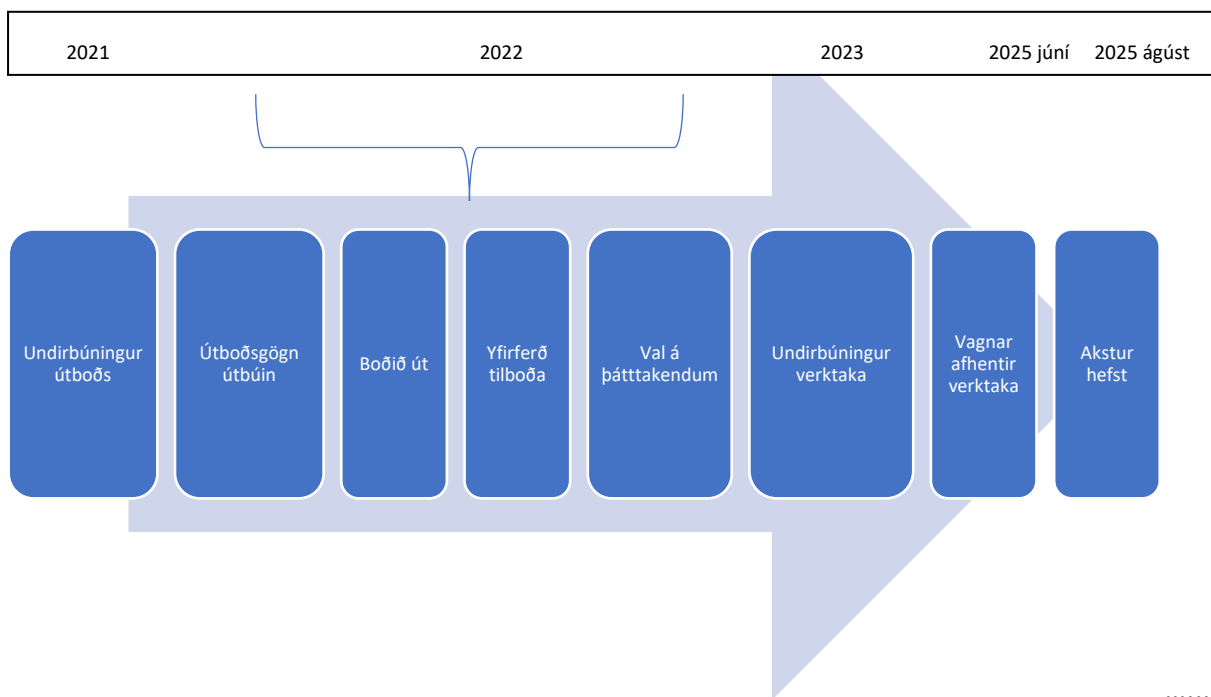 2021 2022 2023 2025 júní 2025 ágúst
Undirbúningur
útboðs
Útboðsgögn
útbúin
Boðið út
Yfirferð
tilboða
Val á
þátttakendum
Undirbúningur
verktaka
Vagnar
afhentir
verktaka
Akstur
hefst